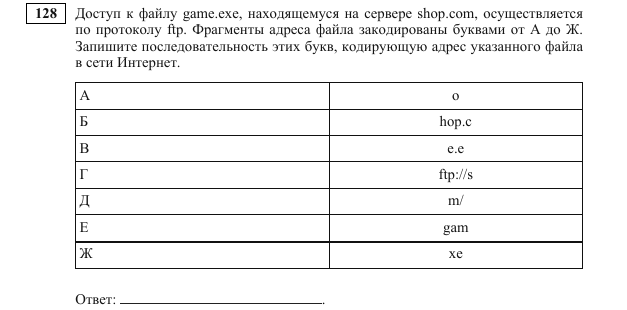 128 Доступ к файлу game.exe, находящемуся на сервере shop.com, осуществляется
по протоколу ftp. Фрагменты адреса файла закодированы буквами от А до Ж.
Запишите последовательность этих букв, кодирующую адрес указанного файла
в сети Интернет.
А o
Б hop.c
В e.e
Г ftp://s
Д m/
Е gam
Ж xe
Ответ: .